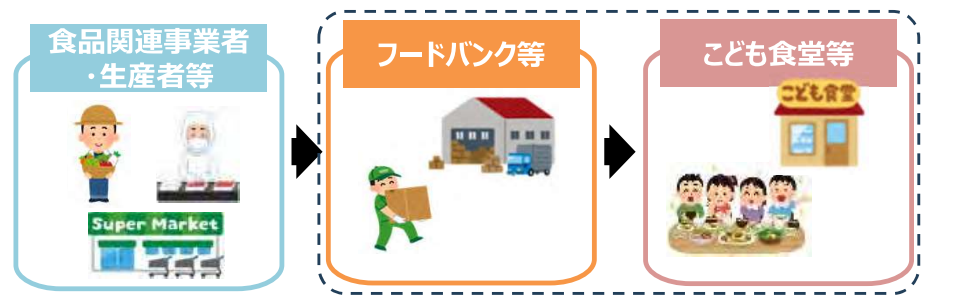 食品関連事業者
・生産者等
フードバンク等
こども食堂等
こども食堂
Super Market